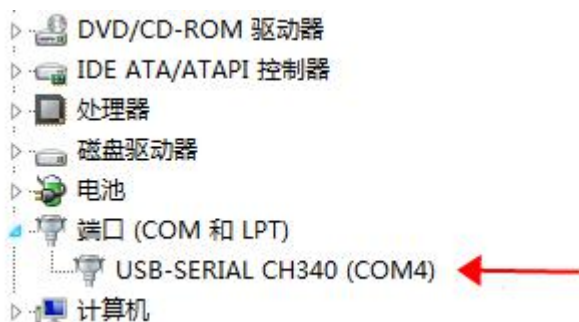 DVD/CD-ROM 驱动器
IDE ATA/ATAPI 控制器
处理器
磁盘驱动器
电池
端口 (COM 和 LPT)
USB-SERIAL CH340 (COM4)
计算机